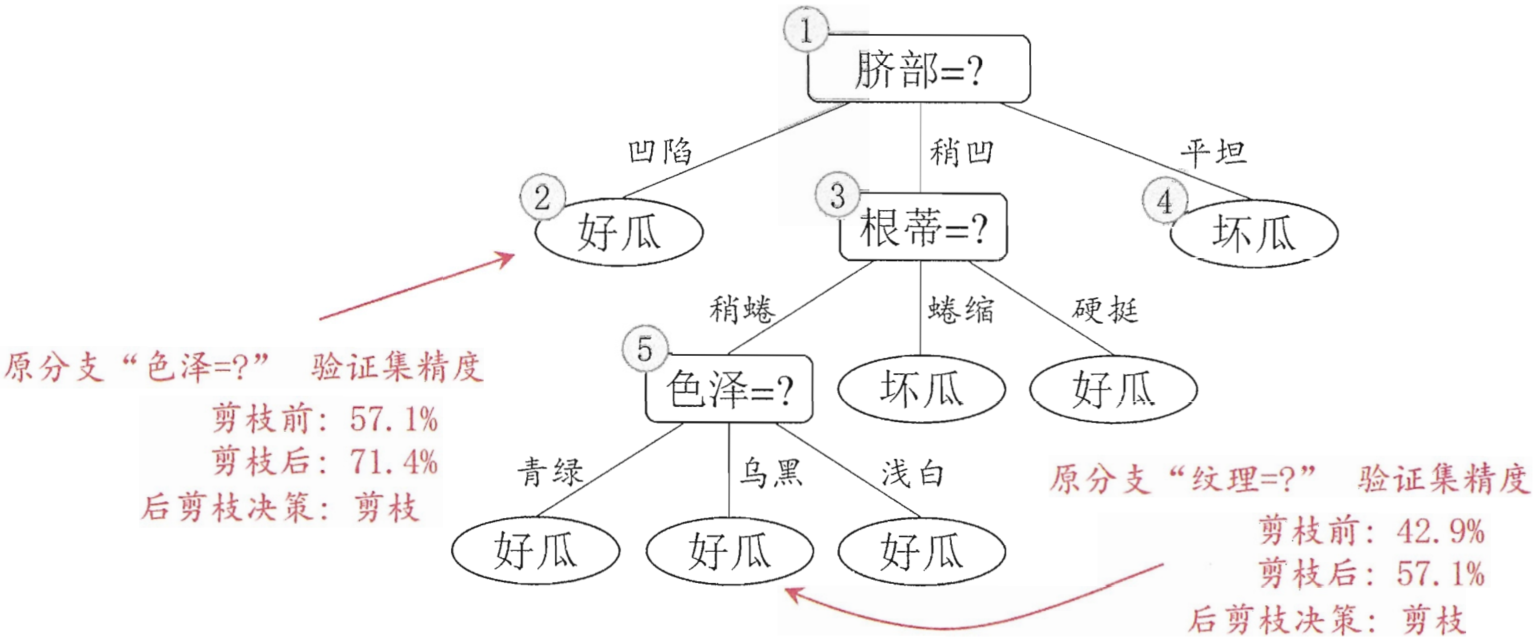 ①
脐部=?
凹陷
稍凹
平坦
②
好瓜
③
根蒂=?
④
坏瓜
稍蜷
蜷缩
硬挺
原分支“色泽=?” 验证集精度
剪枝前: 57.1%
剪枝后: 71.4%
后剪枝决策: 剪枝
⑤
色泽=?
坏瓜
好瓜
青绿
乌黑
浅白
好瓜
好瓜
好瓜
原分支“纹理=?” 验证集精度
剪枝前: 42.9%
剪枝后: 57.1%
后剪枝决策: 剪枝